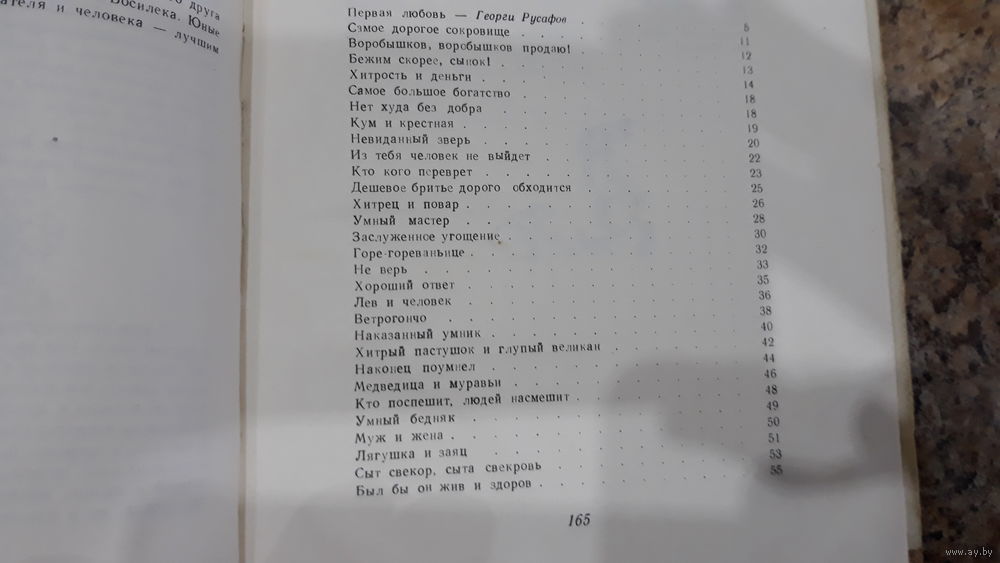 друга
Босилека. Юные
ателя и человека — лучшим
Первая любовь — Георги Русафов . . . . . 5
Самое дорогое сокровище . . . . . 11
Воробышков, воробышков продаю! . . . . . 12
Бежим скорее, сынок! . . . . . 13
Хитрость и деньги . . . . . 14
Самое большое богатство . . . . . 18
Нет худа без добра . . . . . 18
Кум и крестная . . . . . 19
Невиданный зверь . . . . . 20
Из тебя человек не выйдет . . . . . 22
Кто кого переврет . . . . . 23
Дешевое бритье дорого обходится . . . . . 25
Хитрец и повар . . . . . 26
Умный мастер . . . . . 28
Заслуженное угощение . . . . . 30
Горе-гореваньице . . . . . 32
Не верь . . . . . 33
Хороший ответ . . . . . 35
Лев и человек . . . . . 36
Ветрогончо . . . . . 38
Наказанный умник . . . . . 40
Хитрый пастушок и глупый великан . . . . . 42
Наконец поумнел . . . . . 44
Медведица и муравьи . . . . . 46
Кто поспешит, людей насмешит . . . . . 48
Умный бедняк . . . . . 49
Муж и жена . . . . . 50
Лягушка и заяц . . . . . 51
Сыт свекор, сыта свекровь . . . . . 53
Был бы он жив и здоров . . . . . 55
165
www.ay.by